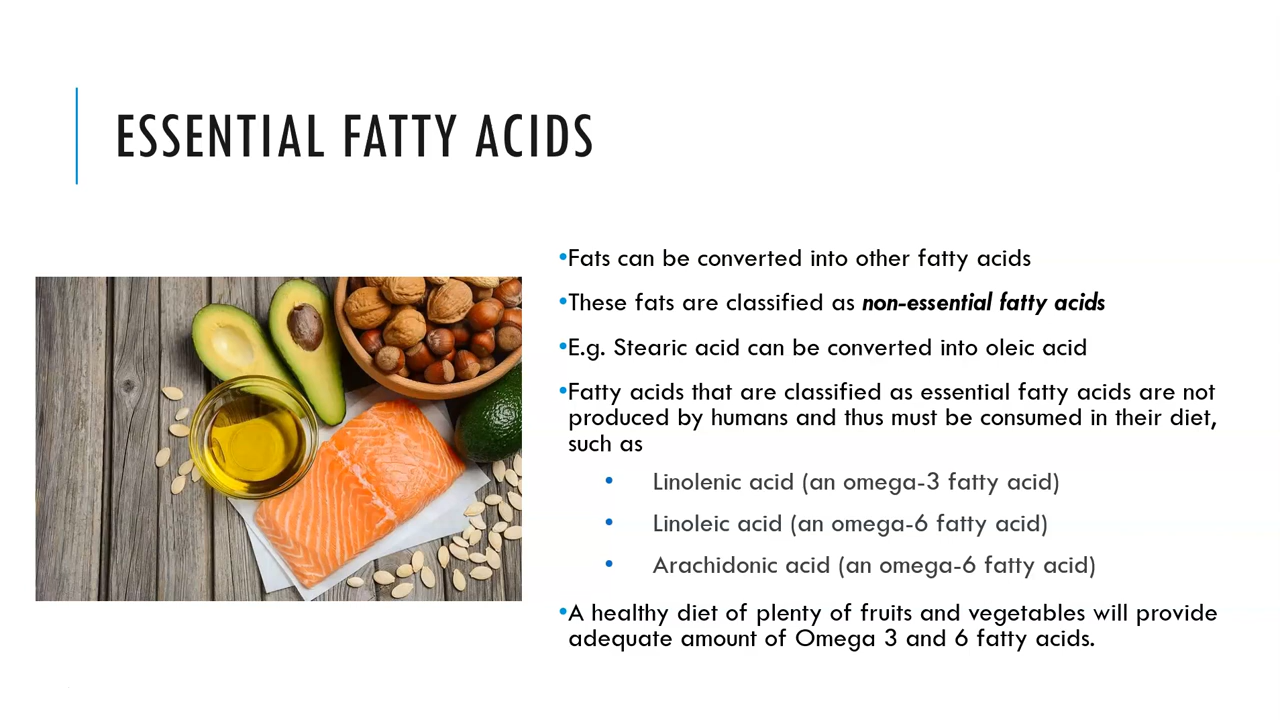 ESSENTIAL FATTY ACIDS
•Fats can be converted into other fatty acids
•These fats are classified as non-essential fatty acids
•E.g. Stearic acid can be converted into oleic acid
•Fatty acids that are classified as essential fatty acids are not
produced by humans and thus must be consumed in their diet,
such as
• Linolenic acid (an omega-3 fatty acid)
• Linoleic acid (an omega-6 fatty acid)
• Arachidonic acid (an omega-6 fatty acid)
•A healthy diet of plenty of fruits and vegetables will provide
adequate amount of Omega 3 and 6 fatty acids.